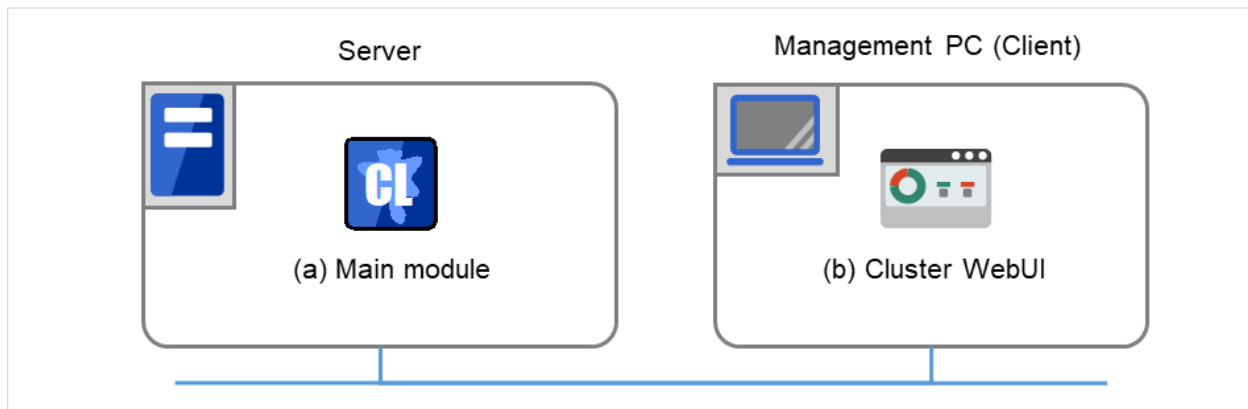 Server
Management PC (Client)
CL
(a) Main module
(b) Cluster WebUI